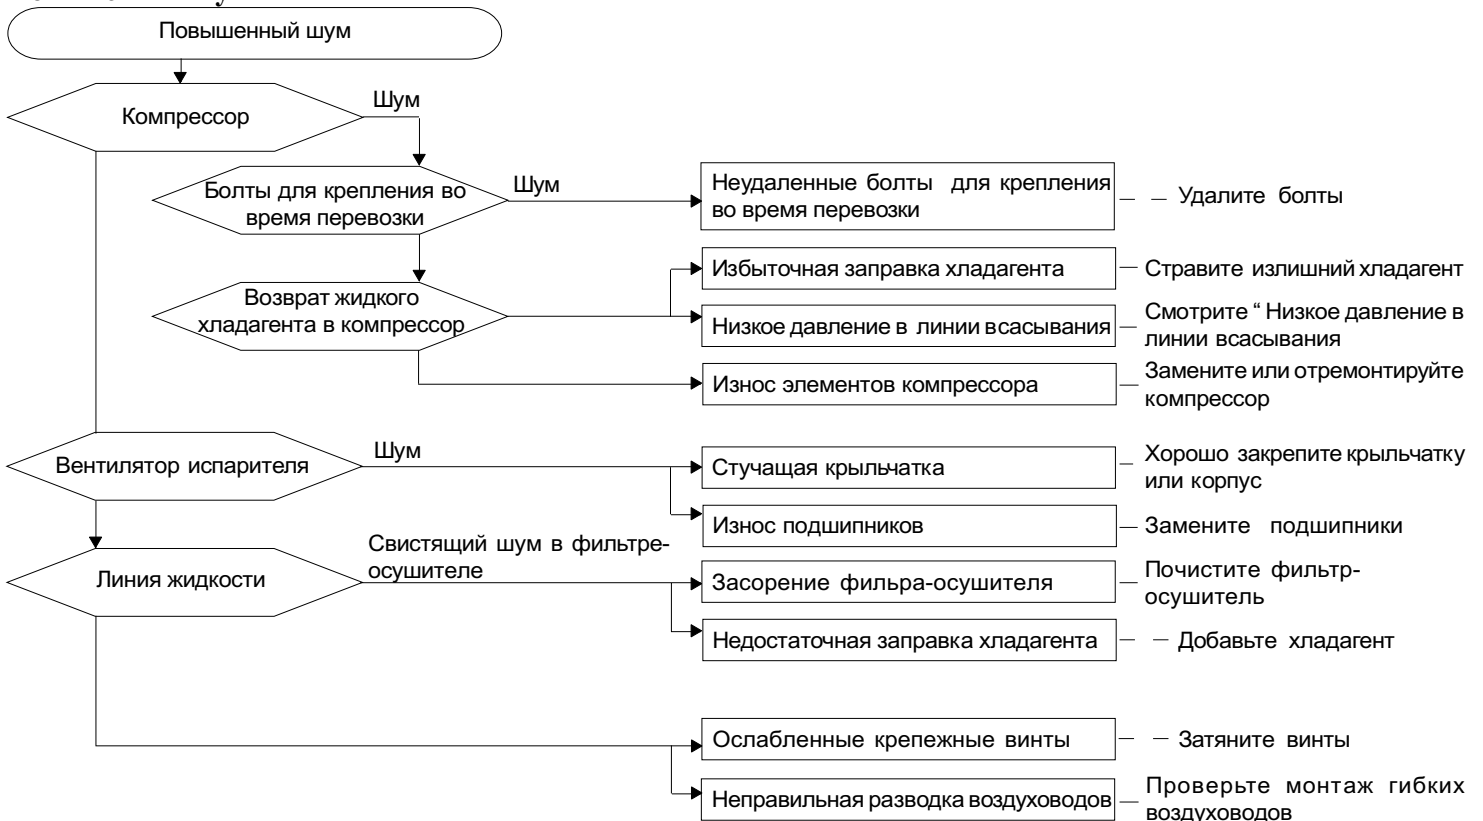 Повышенный шум
Компрессор
Шум
Болты для крепления во
время перевозки
Шум
Неудаленные болты для крепления
во время перевозки
Удалите болты
Возврат жидкого
хладагента в компрессор
Избыточная заправка хладагента
Стравите излишний хладагент
Низкое давление в линии всасывания
Смотрите “ Низкое давление в
линии всасывания
Износ элементов компрессора
Замените или отремонтируйте
компрессор
Вентилятор испарителя
Шум
Стучащая крыльчатка
Хорошо закрепите крыльчатку
или корпус
Износ подшипников
Замените подшипники
Линия жидкости
Свистящий шум в фильтре-
осушителе
Засорение фильра-осушителя
Почистите фильтр-
осушитель
Недостаточная заправка хладагента
Добавьте хладагент
Ослабленные крепежные винты
Затяните винты
Неправильная разводка воздуховодов
Проверьте монтаж гибких
воздуховодов